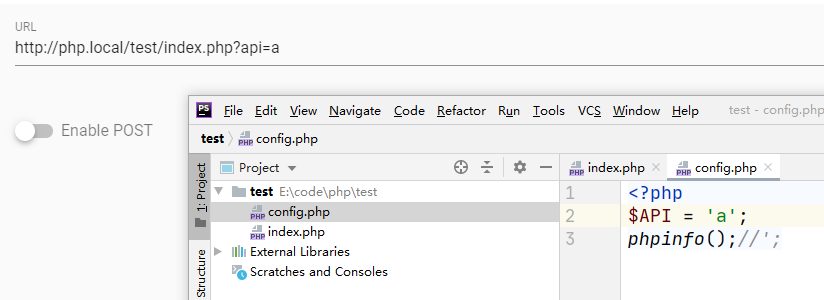 URL
http://php.local/test/index.php?api=a
Enable POST
PS File Edit View Navigate Code Refactor Run Tools VCS Window Help test - config.php
test config.php
1: Project
Structure
Project
test E:\code\php\test
config.php
index.php
External Libraries
Scratches and Consoles
index.php config.php
1 <?php
2 $API = 'a';
3 phpinfo();//';